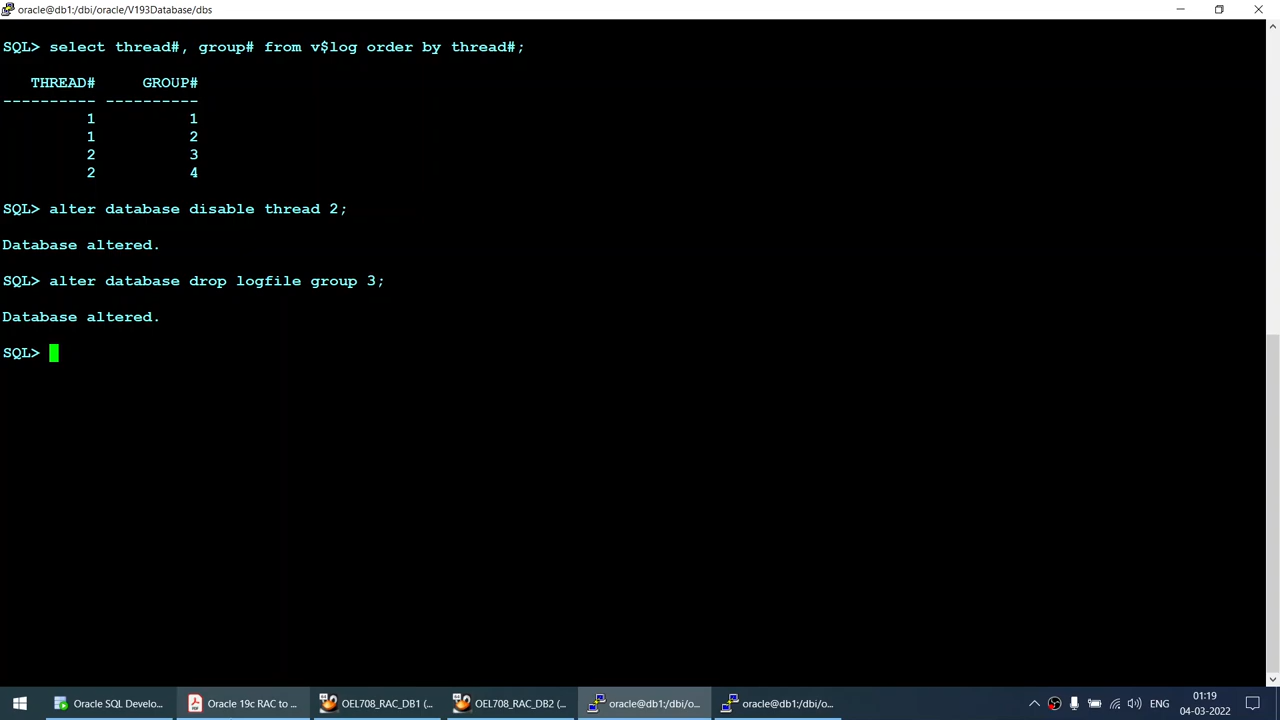 oracle@db1:/dbi/oracle/V193Database/dbs
SQL> select thread#, group# from v$log order by thread#;
THREAD# GROUP#
---------- ----------
1 1
1 2
2 3
2 4
SQL> alter database disable thread 2;
Database altered.
SQL> alter database drop logfile group 3;
Database altered.
SQL>
Oracle SQL Develo...
Oracle 19c RAC to ...
OEL708_RAC_DB1 (...
OEL708_RAC_DB2 (...
oracle@db1:/dbi/o...
oracle@db1:/dbi/o...
ENG
01:19
04-03-2022